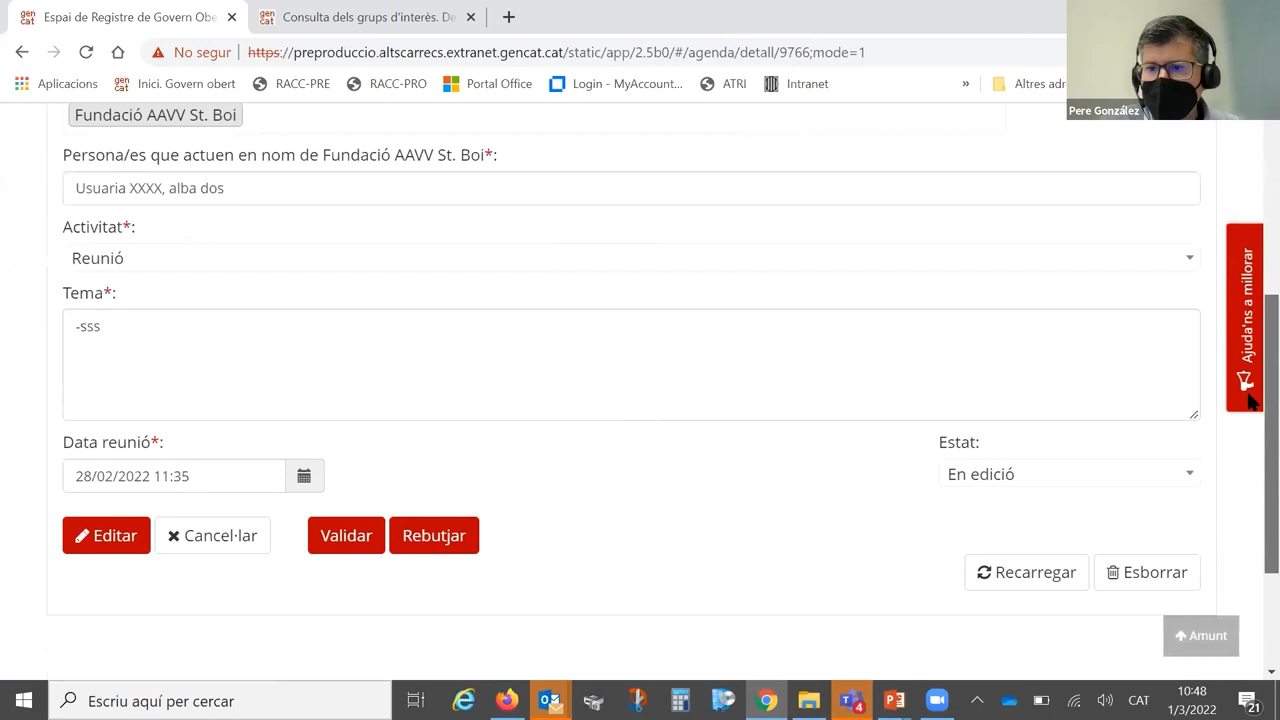 Espai de Registre de Govern Obe
Consulta dels grups d'interès. De
No segur
https://preproduccio.altscarrecs.extranet.gencat.cat/static/app/2.5b0/#/agenda/detall/9766;mode=1
Aplicacions
gen cat
Inici. Govern obert
RACC-PRE
RACC-PRO
Portal Office
Login - MyAccount...
ATRI
Intranet
»
Altres adr
Pere González
Fundació AAVV St. Boi
Persona/es que actuen en nom de Fundació AAVV St. Boi*:
Usuaria XXXX, alba dos
Activitat*:
Reunió
Tema*:
-sss
Ajuda'ns a millorar
Data reunió*:
Estat:
28/02/2022 11:35
En edició
Editar
Cancel·lar
Validar
Rebutjar
Recarregar
Esborrar
Amunt
Escriu aquí per cercar
4
CAT
10:48
1/3/2022
21